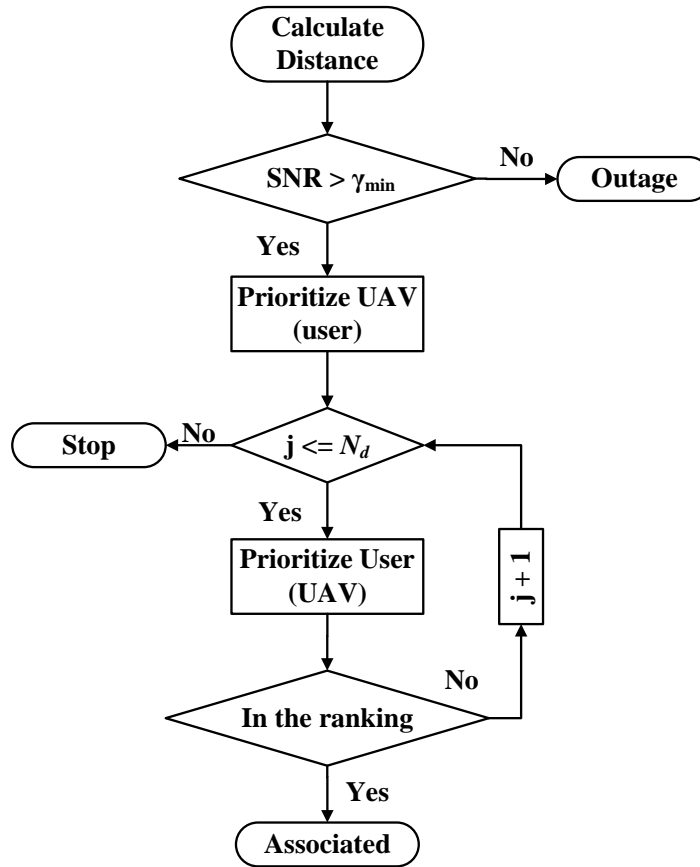 Calculate
Distance
SNR > γmin
No
Outage
Yes
Prioritize UAV
(user)
Stop
No
j <= Nd
Yes
Prioritize User
(UAV)
j + 1
No
In the ranking
Yes
Associated